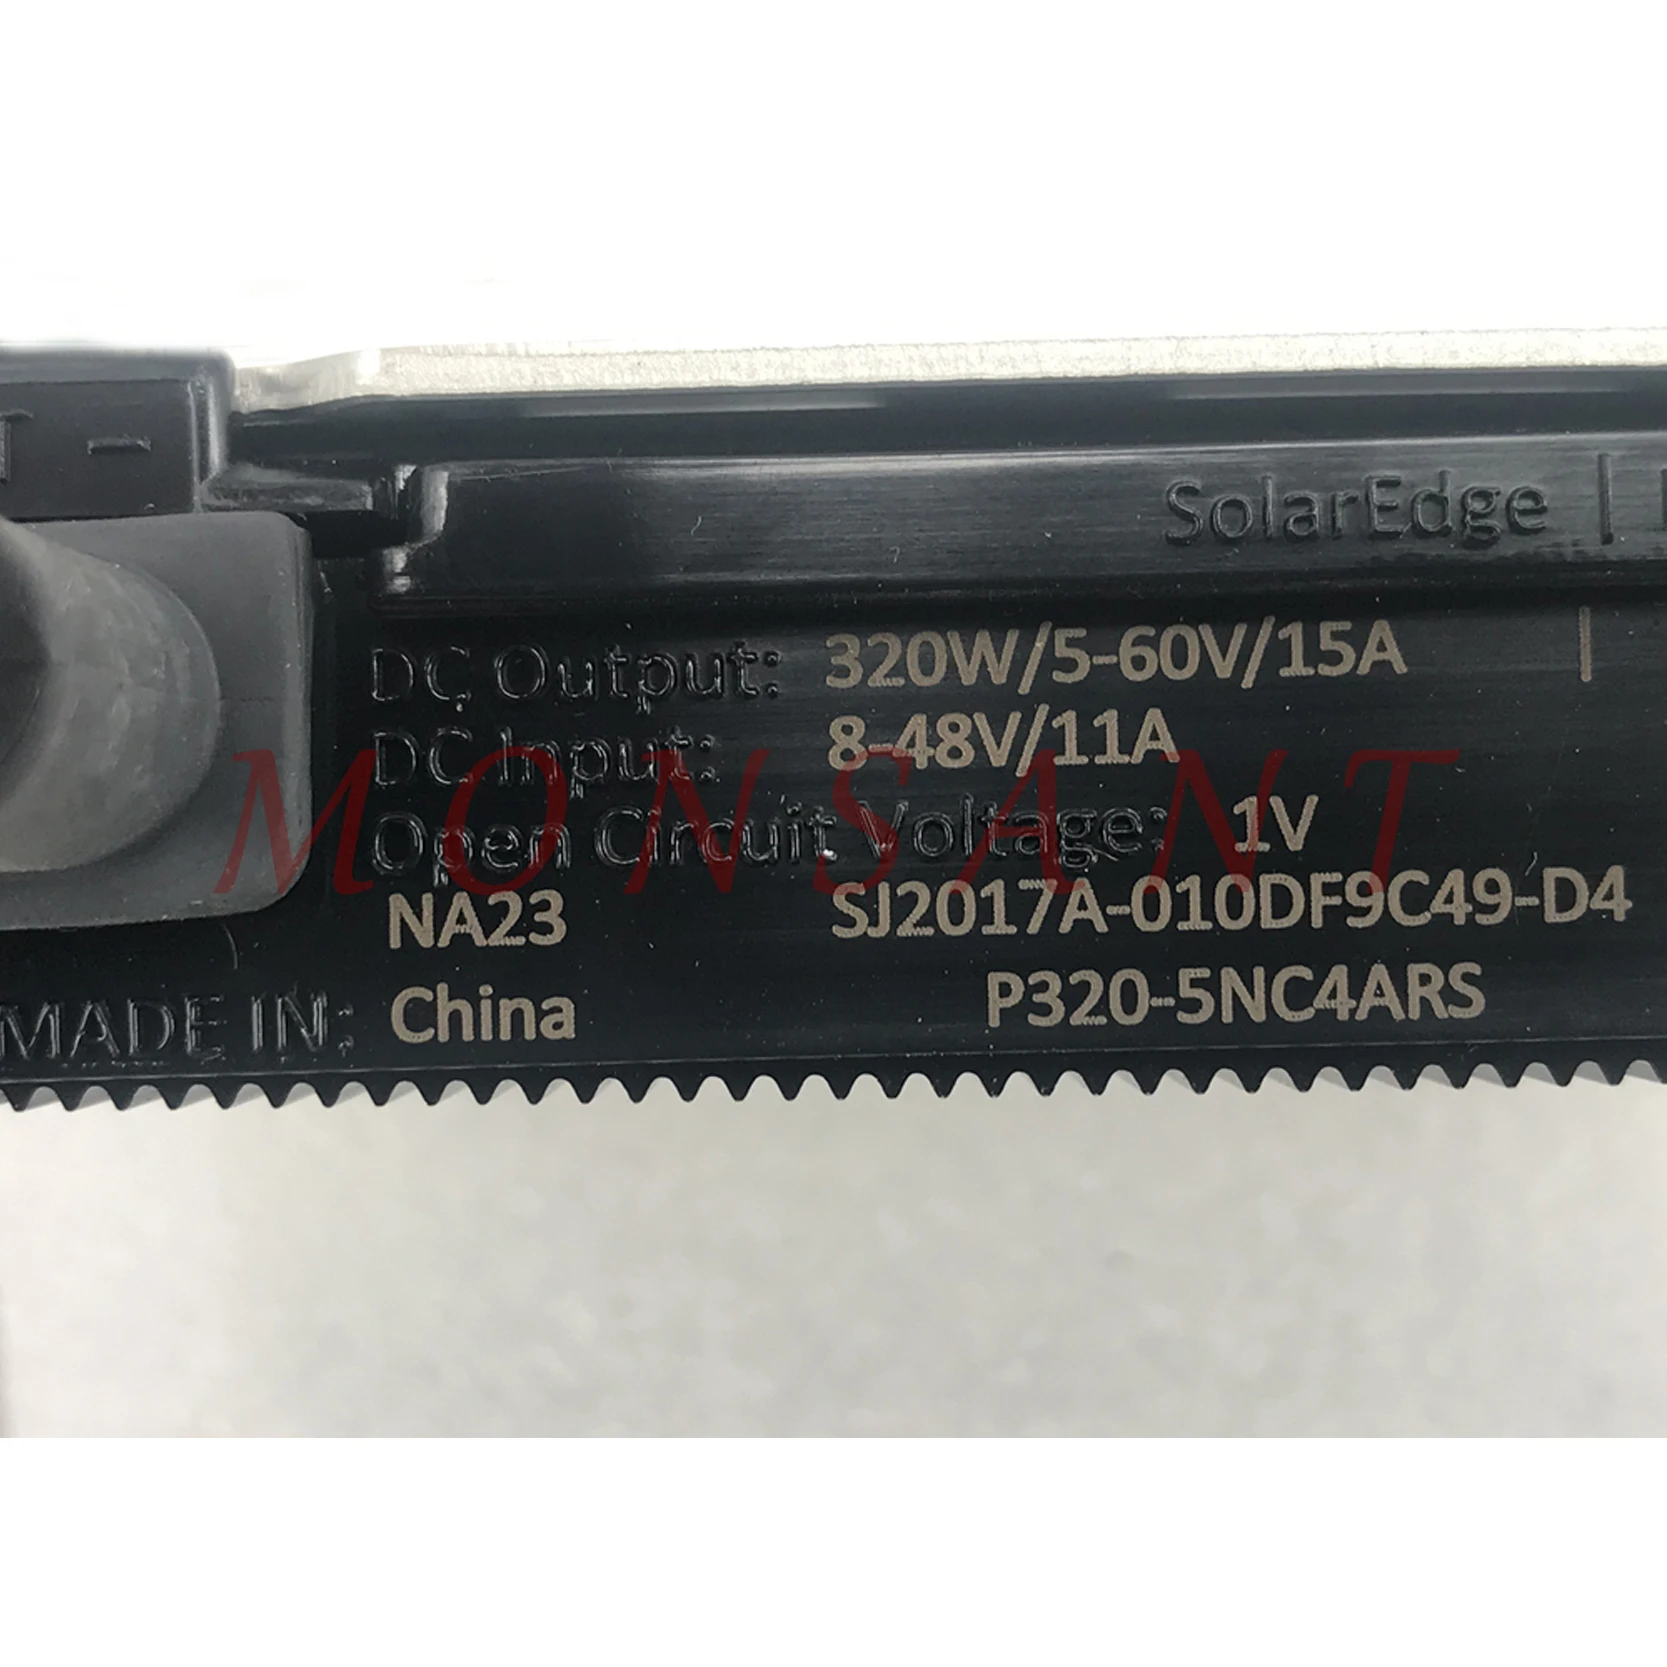 T -
SolarEdge |
DC Output: 320W/5-60V/15A |
DC Input: 8-48V/11A
Open Circuit Voltage: 1V
NA23 SJ2017A-010DF9C49-D4
MADE IN: China P320-5NC4ARS
MONSANT